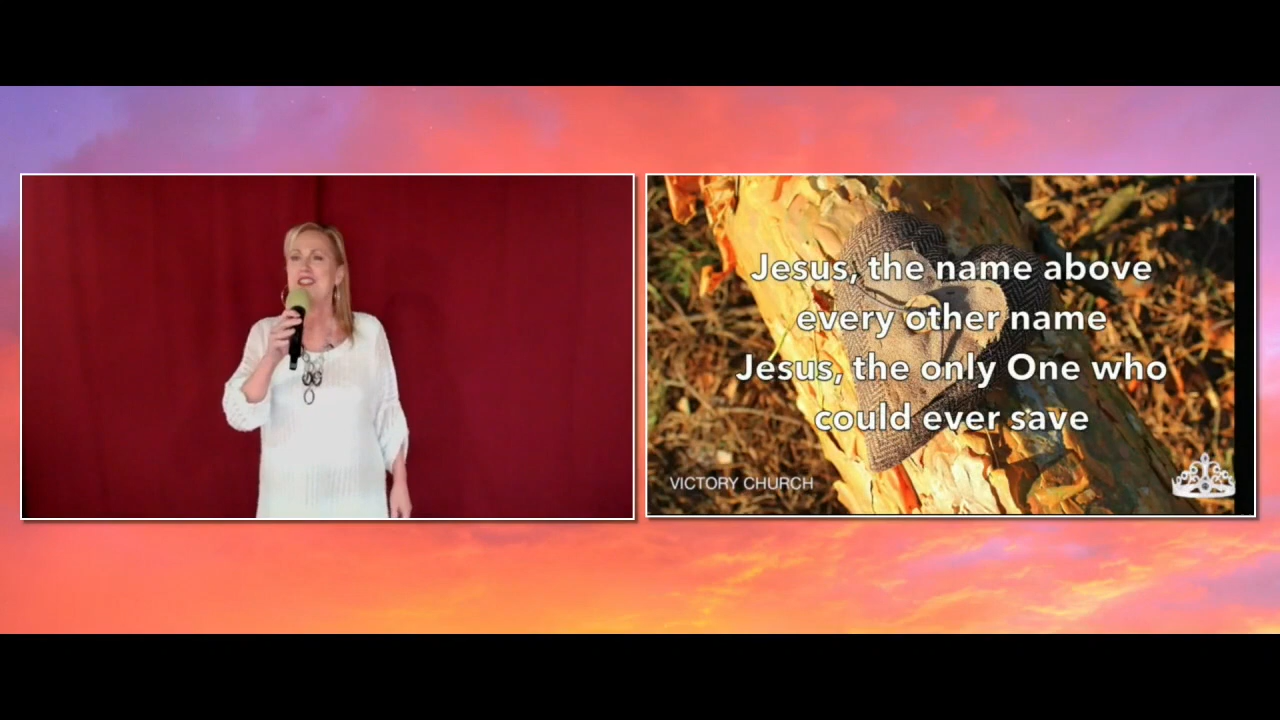 Jesus, the name above
every other name
Jesus, the only One who
could ever save
VICTORY CHURCH